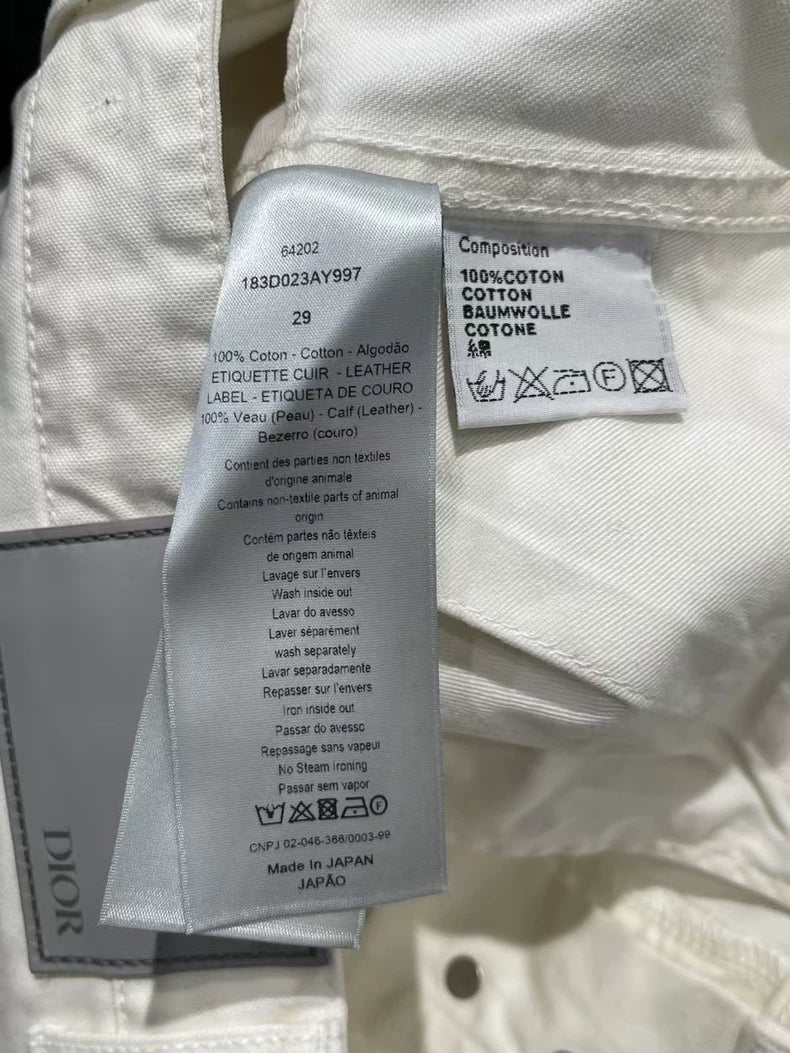 64202
183D023AY997
29
100% Coton - Cotton - Algodão
ETIQUETTE CUIR - LEATHER
LABEL - ETIQUETA DE COURO
100% Veau (Peau) - Calf (Leather) -
Bezerro (couro)
Contient des parties non textiles
d'origine animale
Contains non-textile parts of animal
origin
Contém partes não têxteis
de origem animal
Lavage sur l'envers
Wash inside out
Lavar do avesso
Laver séparément
wash separately
Lavar separadamente
Repasser sur l'envers
Iron inside out
Passar do avesso
Repassage sans vapeur
No Steam Ironing
Passar sem vapor
F
CNPJ 02-046-366/0003-99
Made In JAPAN
JAPÃO
Composition
100%COTON
COTTON
BAUMWOLLE
COTONE
綿
F
DIOR